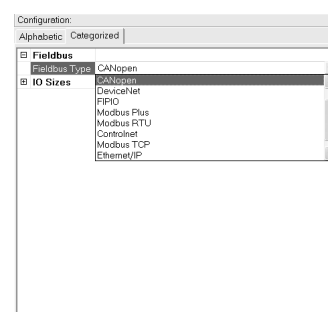 Configuration:
Alphabetic Categorized
Fieldbus
Fieldbus Type CANopen
CANopen
IO Sizes
DeviceNet
FIPIO
Modbus Plus
Modbus RTU
Controlnet
Modbus TCP
Ethernet/IP